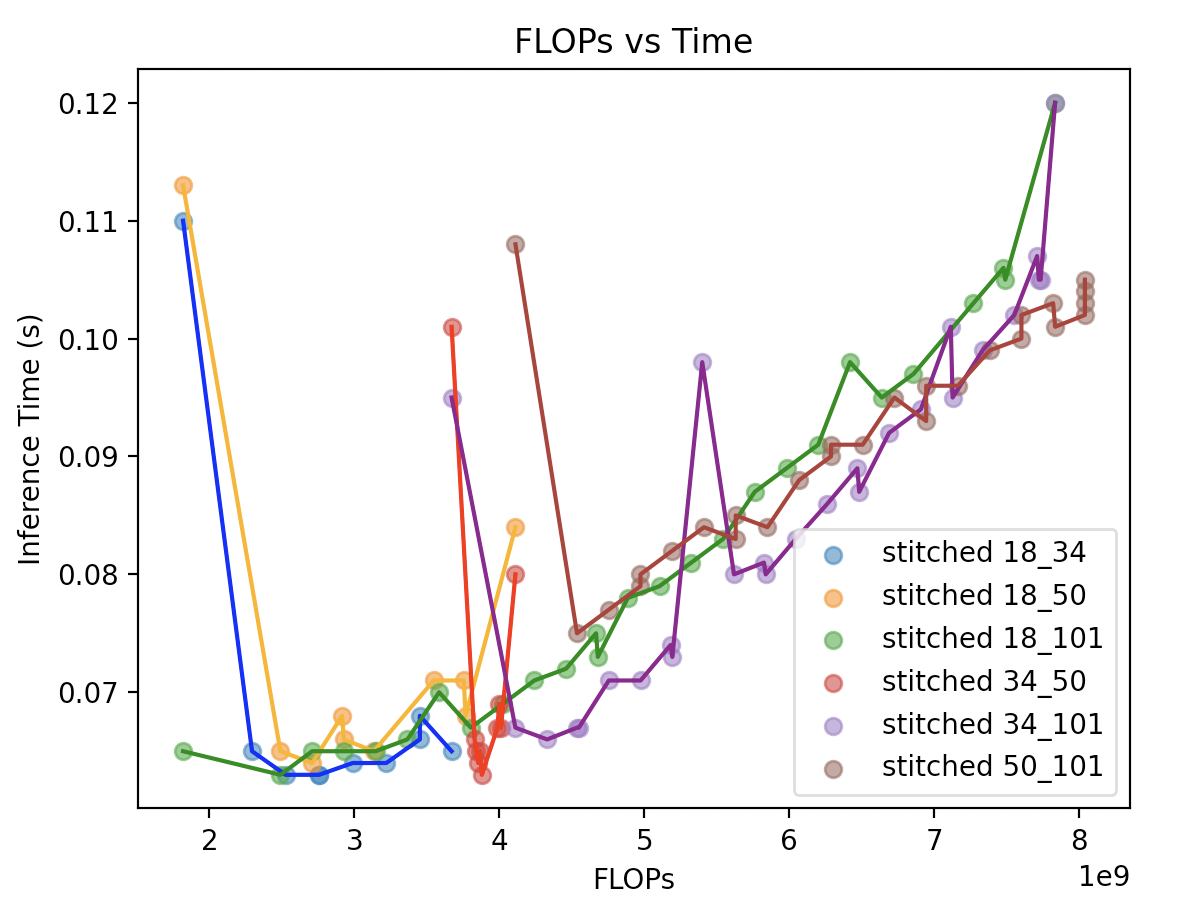 FLOPs vs Time
Inference Time (s)
0.12
0.11
0.10
0.09
0.08
0.07
stitched 18_34
stitched 18_50
stitched 18_101
stitched 34_50
stitched 34_101
stitched 50_101
2 3 4 5 6 7 8
1e9
FLOPs